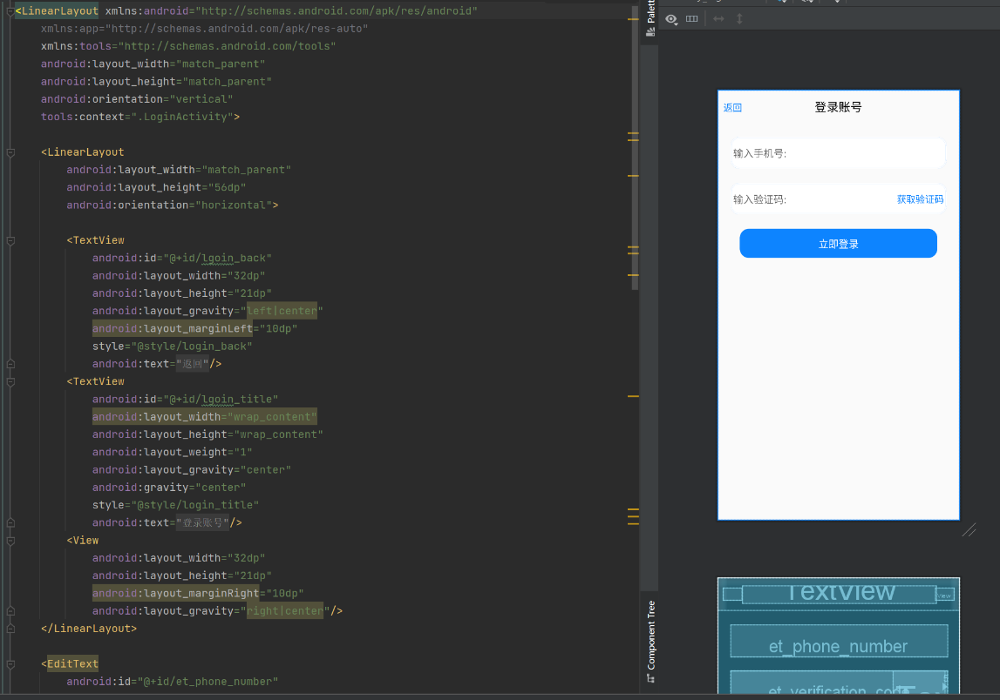 <LinearLayout xmlns:android="http://schemas.android.com/apk/res/android"
xmlns:app="http://schemas.android.com/apk/res-auto"
xmlns:tools="http://schemas.android.com/tools"
android:layout_width="match_parent"
android:layout_height="match_parent"
android:orientation="vertical"
tools:context=".LoginActivity">
<LinearLayout
android:layout_width="match_parent"
android:layout_height="56dp"
android:orientation="horizontal">
<TextView
android:id="@+id/lgoin_back"
android:layout_width="32dp"
android:layout_height="21dp"
android:layout_gravity="left|center"
android:layout_marginLeft="10dp"
style="@style/login_back"
android:text="返回"/>
<TextView
android:id="@+id/lgoin_title"
android:layout_width="wrap_content"
android:layout_height="wrap_content"
android:layout_weight="1"
android:layout_gravity="center"
android:gravity="center"
style="@style/login_title"
android:text="登录账号"/>
<View
android:layout_width="32dp"
android:layout_height="21dp"
android:layout_marginRight="10dp"
android:layout_gravity="right|center"/>
</LinearLayout>
<EditText
android:id="@+id/et_phone_number"
Palett
Component Tree
返回
登录账号
输入手机号:
输入验证码:
获取验证码
立即登录
TextView
View
et_phone_number
et_verification_code